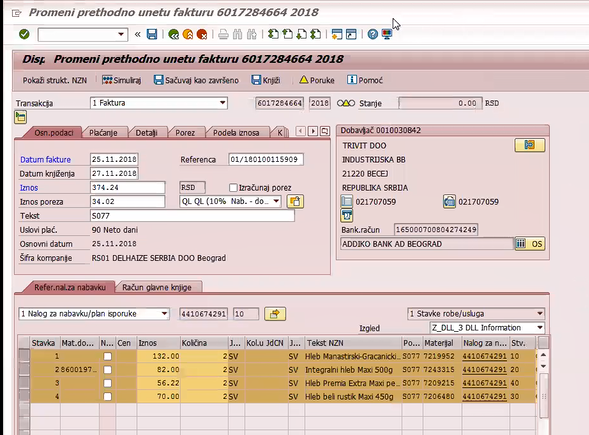 Promeni prethodno unetu fakturu 6017284664 2018
Disp. Promeni prethodno unetu fakturu 6017284664 2018
Pokaži strukt. NZN Simuliraj Sačuvaj kao završeno Knjiži Poruke Pomoć
Transakcija 1 Faktura 6017284664 2018 Stanje 0.00 RSD
Osn.podaci Plaćanje Detalji Porez Podela iznosa K
Dobavljač 0010030842
Datum fakture 25.11.2018 Referenca 01/180100115909
Datum knjiženja 27.11.2018
Iznos 374.24 RSD Izračunaj porez
Iznos poreza 34.02 QL QL (10% Nab. - do...
Tekst S077
Uslovi plać. 90 Neto dani
Osnovni datum 25.11.2018
Šifra kompanije RS01 DELHAIZE SERBIA DOO Beograd
TRIVIT DOO
INDUSTRIJSKA BB
21220 BECEJ
REPUBLIKA SRBIJA
021707059 021707059
Bank.račun 165000700804274249
ADDIKO BANK AD BEOGRAD OS
Refer.nal.za nabavku Račun glavne knjige
1 Nalog za nabavku/plan isporuke 4410674291 10 1 Stavke robe/usluga
Izgled Z_DLL_3 DLL Information
Stavka Mat.do... N... Cen Iznos Količina J... Kol.u JdCN J... Tekst NZN Po... Materijal Nalog za n... Stv.
1 132.00 2 SV SV Hleb Manastirski-Gracanicki... S077 7219952 4410674291 10
2 8600197... 82.00 2 SV SV Integralni hleb Maxi 500g S077 7243315 4410674291 20
3 56.22 2 SV SV Hleb Premia Extra Maxi pe... S077 7209215 4410674291 40
4 70.00 2 SV SV Hleb beli rustik Maxi 450g S077 7206480 4410674291 30